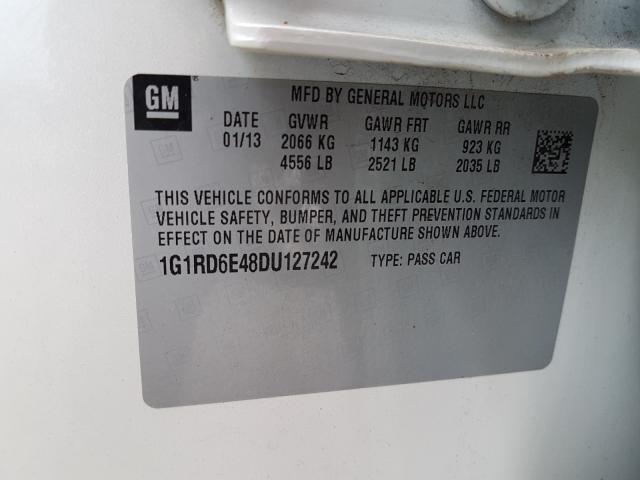 GM
MFD BY GENERAL MOTORS LLC
DATE GVWR GAWR FRT GAWR RR
01/13 2066 KG 1143 KG 923 KG
4556 LB 2521 LB 2035 LB
THIS VEHICLE CONFORMS TO ALL APPLICABLE U.S. FEDERAL MOTOR
VEHICLE SAFETY, BUMPER, AND THEFT PREVENTION STANDARDS IN
EFFECT ON THE DATE OF MANUFACTURE SHOWN ABOVE.
1G1RD6E48DU127242 TYPE: PASS CAR